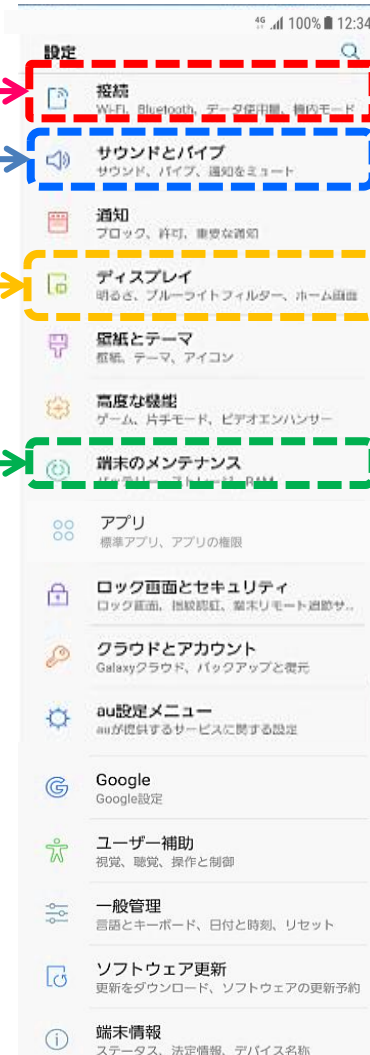 4G 100% 12:34
設定
接続
Wi-Fi、Bluetooth、データ使用量、機内モード
サウンドとバイブ
サウンド、バイブ、通知をミュート
通知
ブロック、許可、重要な通知
ディスプレイ
明るさ、ブルーライトフィルター、ホーム画面
壁紙とテーマ
壁紙、テーマ、アイコン
高度な機能
ゲーム、片手モード、ビデオエンハンサー
端末のメンテナンス
バッテリー、ストレージ、RAM
アプリ
標準アプリ、アプリの権限
ロック画面とセキュリティ
ロック画面、指紋認証、端末リモート追跡サ...
クラウドとアカウント
Galaxyクラウド、バックアップと復元
au設定メニュー
auが提供するサービスに関する設定
Google
Google設定
ユーザー補助
視覚、聴覚、操作と制御
一般管理
言語とキーボード、日付と時刻、リセット
ソフトウェア更新
更新をダウンロード、ソフトウェアの更新予約
端末情報
ステータス、法定情報、デバイス名称